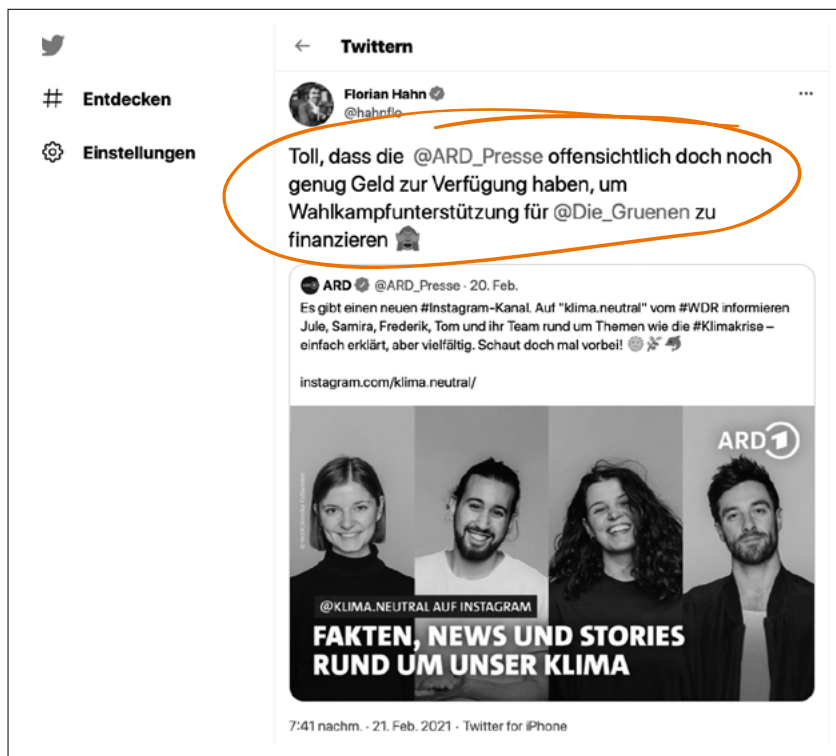 Twittern
Entdecken
Einstellungen
Florian Hahn
@hahnflo
Toll, dass die @ARD_Presse offensichtlich doch noch
genug Geld zur Verfügung haben, um
Wahlkampfunterstützung für @Die_Gruenen zu
finanzieren
ARD @ARD_Presse · 20. Feb.
Es gibt einen neuen #Instagram-Kanal. Auf "klima.neutral" vom #WDR informieren
Jule, Samira, Frederik, Tom und ihr Team rund um Themen wie die #Klimakrise –
einfach erklärt, aber vielfältig. Schaut doch mal vorbei!
instagram.com/klima.neutral/
ARD 1
@KLIMA.NEUTRAL AUF INSTAGRAM
FAKTEN, NEWS UND STORIES
RUND UM UNSER KLIMA
7:41 nachm. · 21. Feb. 2021 · Twitter for iPhone